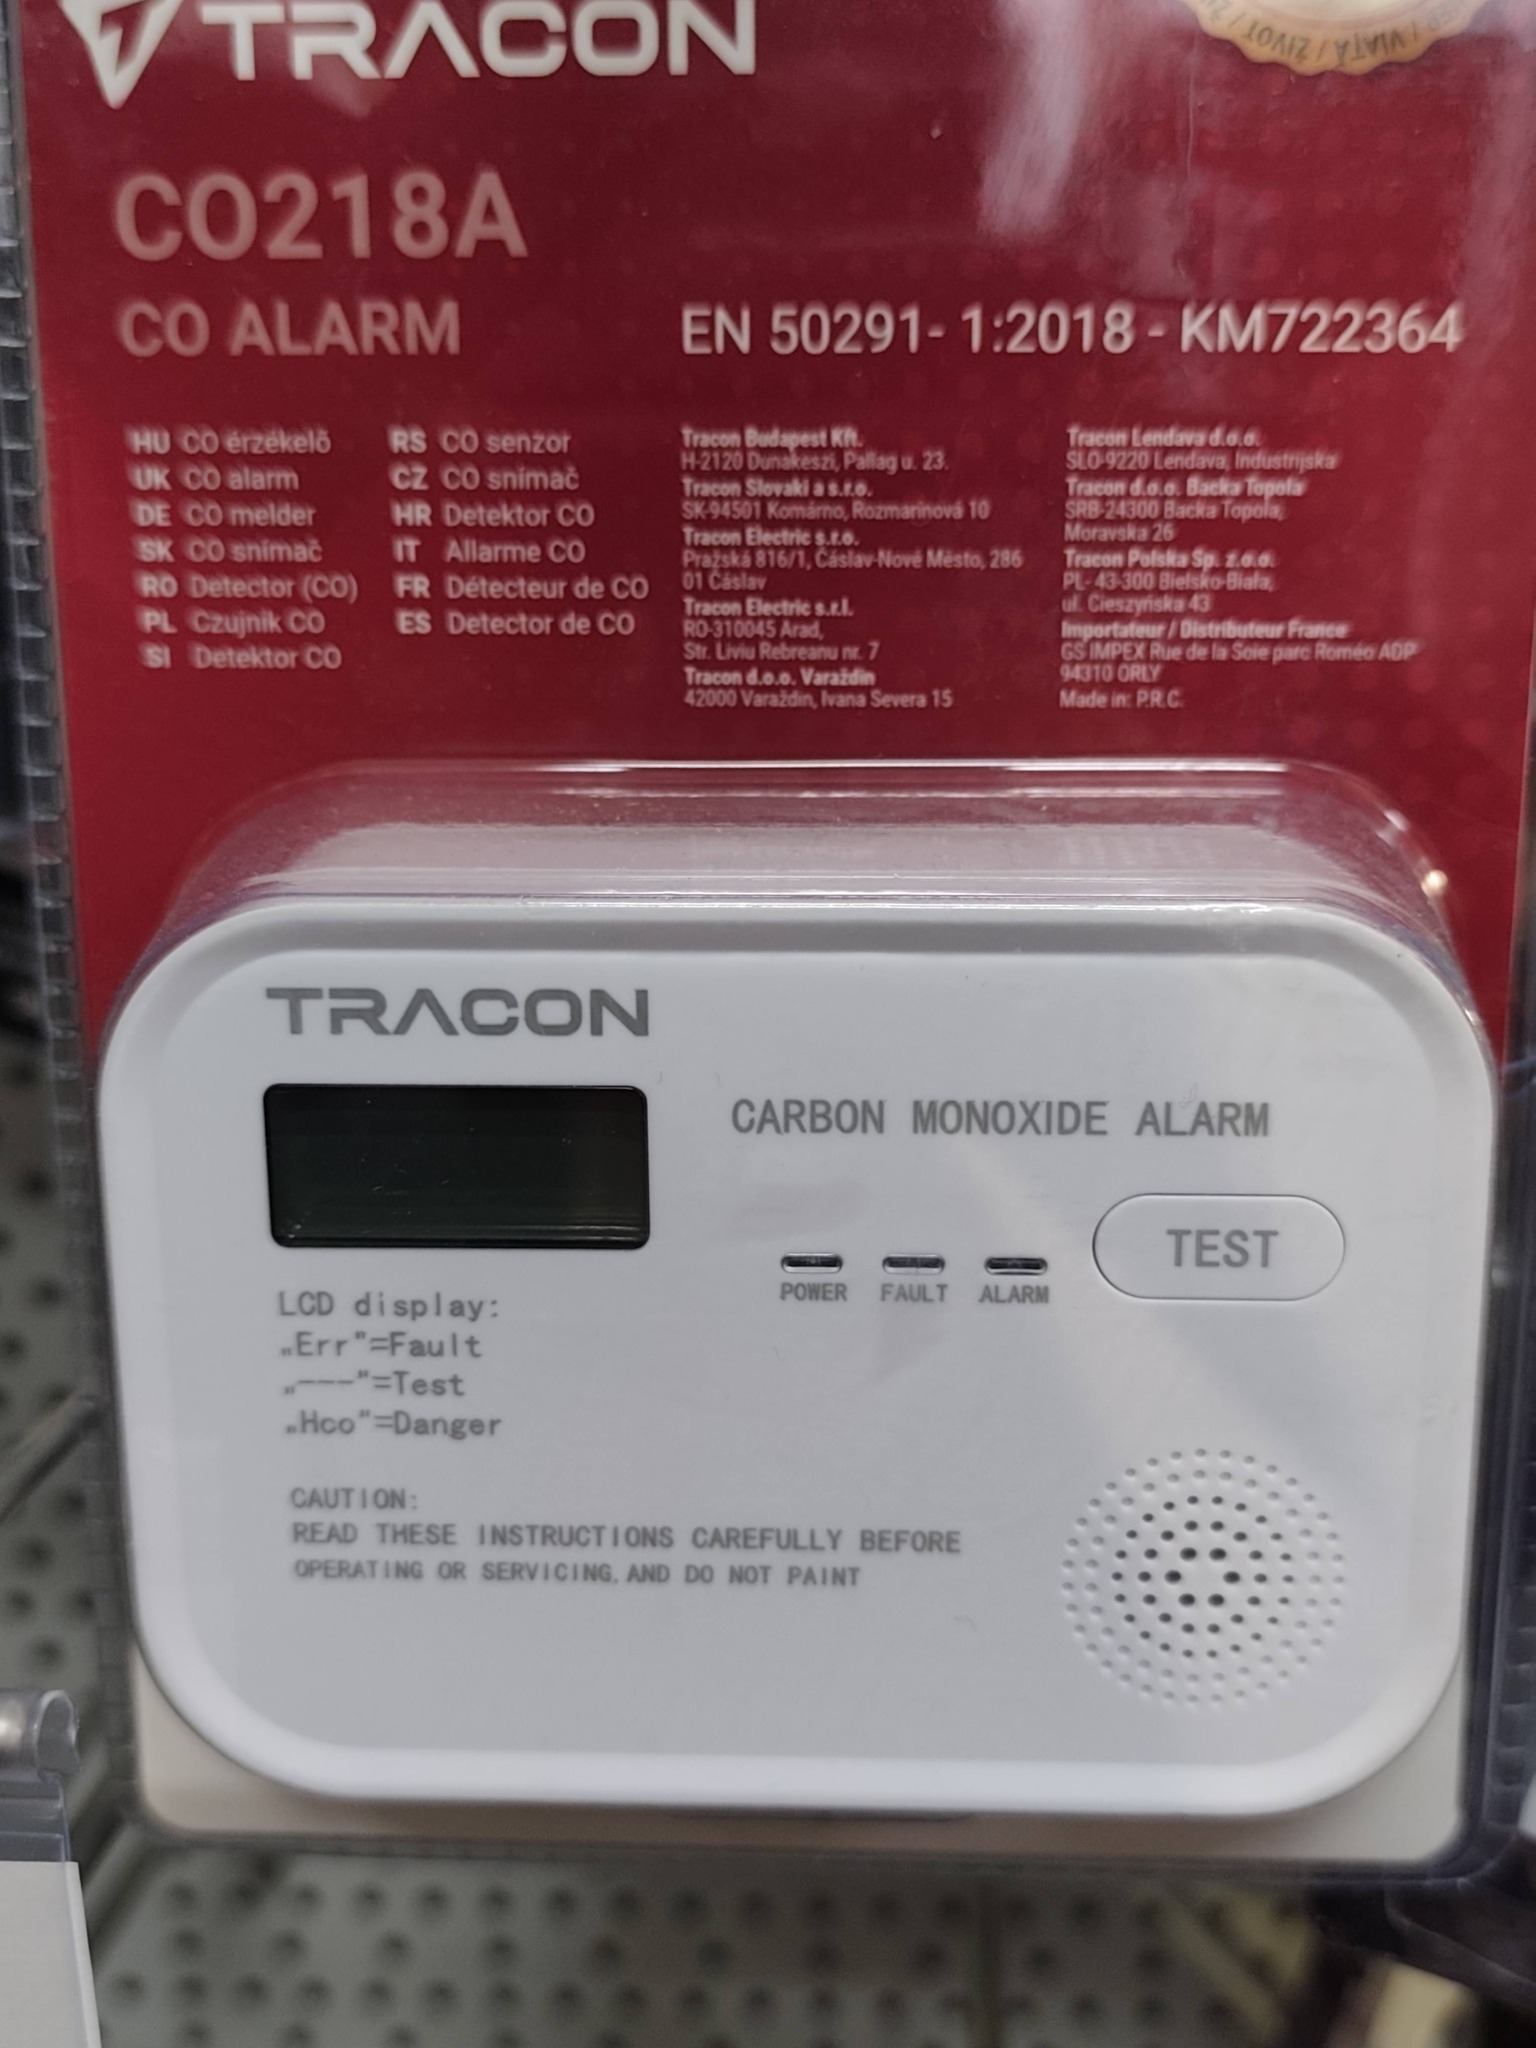 TRACON
VIAȚĂ / ŽIVOT /
CO218A
CO ALARM
EN 50291- 1:2018 - KM722364
HU CO érzékelő
UK CO alarm
DE CO melder
SK CO snímač
RO Detector (CO)
PL Czujnik CO
SI Detektor CO
RS CO senzor
CZ CO snímač
HR Detektor CO
IT Allarme CO
FR Détecteur de CO
ES Detector de CO
Tracon Budapest Kft.
H-2120 Dunakeszi, Pallag u. 23.
Tracon Slovakia s.r.o.
SK-94501 Komárno, Rozmarínová 10
Tracon Electric s.r.o.
Pražská 816/1, Čáslav-Nové Město, 286
01 Čáslav
Tracon Electric s.r.l.
RO-310045 Arad,
Str. Liviu Rebreanu nr. 7
Tracon d.o.o. Varaždin
42000 Varaždin, Ivana Severa 15
Tracon Lendava d.o.o.
SLO-9220 Lendava, Industrijska
Tracon d.o.o. Backa Topola
SRB-24300 Backa Topola,
Moravska 26
Tracon Polska Sp. z.o.o.
PL- 43-300 Bielsko-Biała,
ul. Cieszyńska 43
Importateur / Distributeur France
GS IMPEX Rue de la Soie parc Roméo ADP
94310 ORLY
Made in: P.R.C.
TRACON
CARBON MONOXIDE ALARM
TEST
POWER FAULT ALARM
LCD display:
„Err"=Fault
„---"=Test
„Hco"=Danger
CAUTION:
READ THESE INSTRUCTIONS CAREFULLY BEFORE
OPERATING OR SERVICING, AND DO NOT PAINT